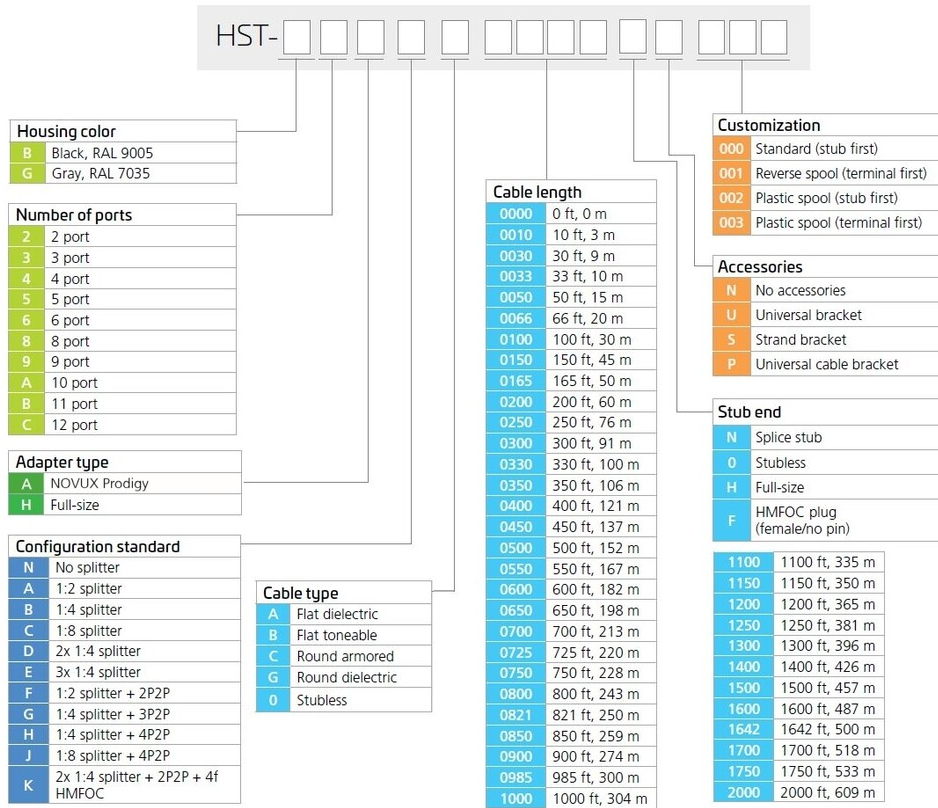 HST-
Housing color
B Black, RAL 9005
G Gray, RAL 7035
Number of ports
2 2 port
3 3 port
4 4 port
5 5 port
6 6 port
8 8 port
9 9 port
A 10 port
B 11 port
C 12 port
Adapter type
A NOVUX Prodigy
H Full-size
Configuration standard
N No splitter
A 1:2 splitter
B 1:4 splitter
C 1:8 splitter
D 2x 1:4 splitter
E 3x 1:4 splitter
F 1:2 splitter + 2P2P
G 1:4 splitter + 3P2P
H 1:4 splitter + 4P2P
J 1:8 splitter + 4P2P
K 2x 1:4 splitter + 2P2P + 4f
HMFOC
Cable type
A Flat dielectric
B Flat toneable
C Round armored
G Round dielectric
0 Stubless
Cable length
0000 0 ft, 0 m
0010 10 ft, 3 m
0030 30 ft, 9 m
0033 33 ft, 10 m
0050 50 ft, 15 m
0066 66 ft, 20 m
0100 100 ft, 30 m
0150 150 ft, 45 m
0165 165 ft, 50 m
0200 200 ft, 60 m
0250 250 ft, 76 m
0300 300 ft, 91 m
0330 330 ft, 100 m
0350 350 ft, 106 m
0400 400 ft, 121 m
0450 450 ft, 137 m
0500 500 ft, 152 m
0550 550 ft, 167 m
0600 600 ft, 182 m
0650 650 ft, 198 m
0700 700 ft, 213 m
0725 725 ft, 220 m
0750 750 ft, 228 m
0800 800 ft, 243 m
0821 821 ft, 250 m
0850 850 ft, 259 m
0900 900 ft, 274 m
0985 985 ft, 300 m
1000 1000 ft, 304 m
1100 1100 ft, 335 m
1150 1150 ft, 350 m
1200 1200 ft, 365 m
1250 1250 ft, 381 m
1300 1300 ft, 396 m
1400 1400 ft, 426 m
1500 1500 ft, 457 m
1600 1600 ft, 487 m
1642 1642 ft, 500 m
1700 1700 ft, 518 m
1750 1750 ft, 533 m
2000 2000 ft, 609 m
Stub end
N Splice stub
0 Stubless
H Full-size
F HMFOC plug
(female/no pin)
Accessories
N No accessories
U Universal bracket
S Strand bracket
P Universal cable bracket
Customization
000 Standard (stub first)
001 Reverse spool (terminal first)
002 Plastic spool (stub first)
003 Plastic spool (terminal first)